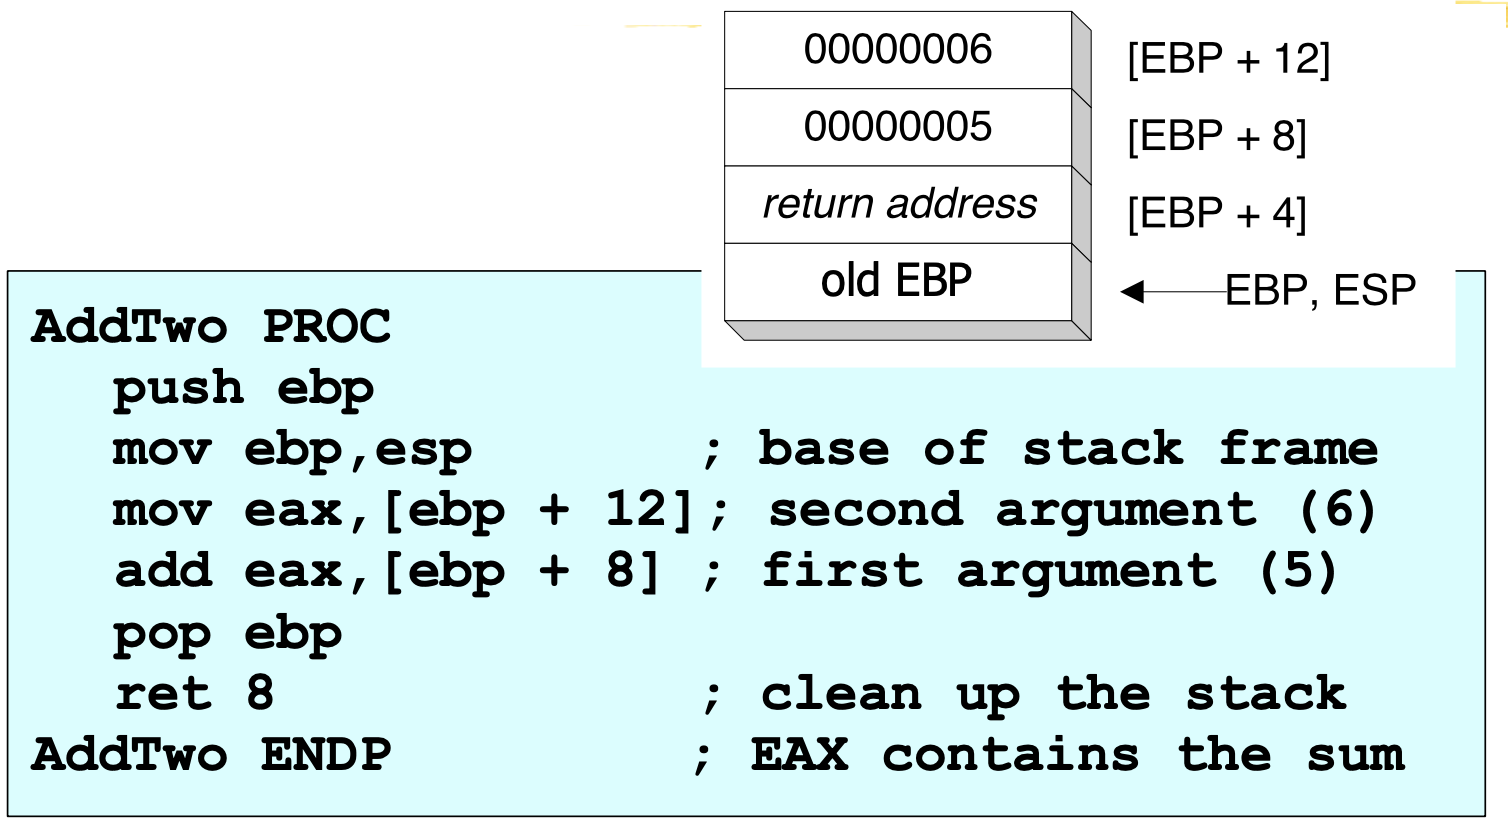 00000006 [EBP + 12]
00000005 [EBP + 8]
return address [EBP + 4]
old EBP EBP, ESP
AddTwo PROC
push ebp
mov ebp,esp ; base of stack frame
mov eax,[ebp + 12]; second argument (6)
add eax,[ebp + 8] ; first argument (5)
pop ebp
ret 8 ; clean up the stack
AddTwo ENDP ; EAX contains the sum